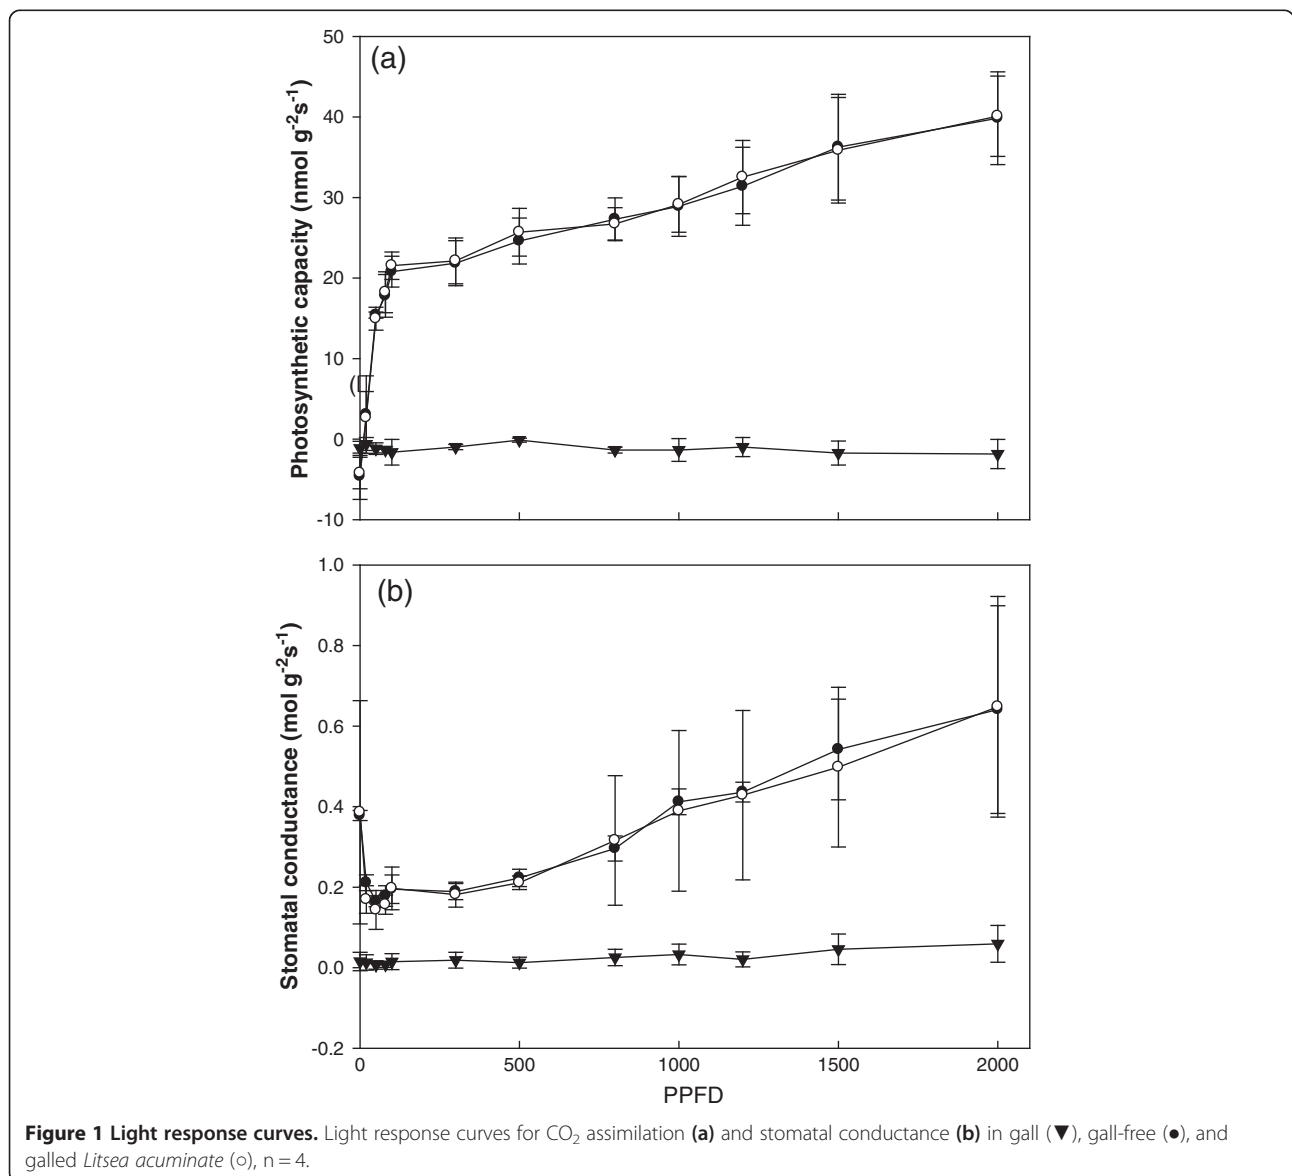 50
(a)
40
30
20
10
0
-10
Photosynthetic capacity (nmol g⁻²s⁻¹)
(
1.0
(b)
0.8
0.6
0.4
0.2
0.0
-0.2
Stomatal conductance (mol g⁻²s⁻¹)
0 500 1000 1500 2000
PPFD
Figure 1 Light response curves. Light response curves for CO₂ assimilation (a) and stomatal conductance (b) in gall (▼), gall-free (●), and
galled Litsea acuminate (○), n = 4.